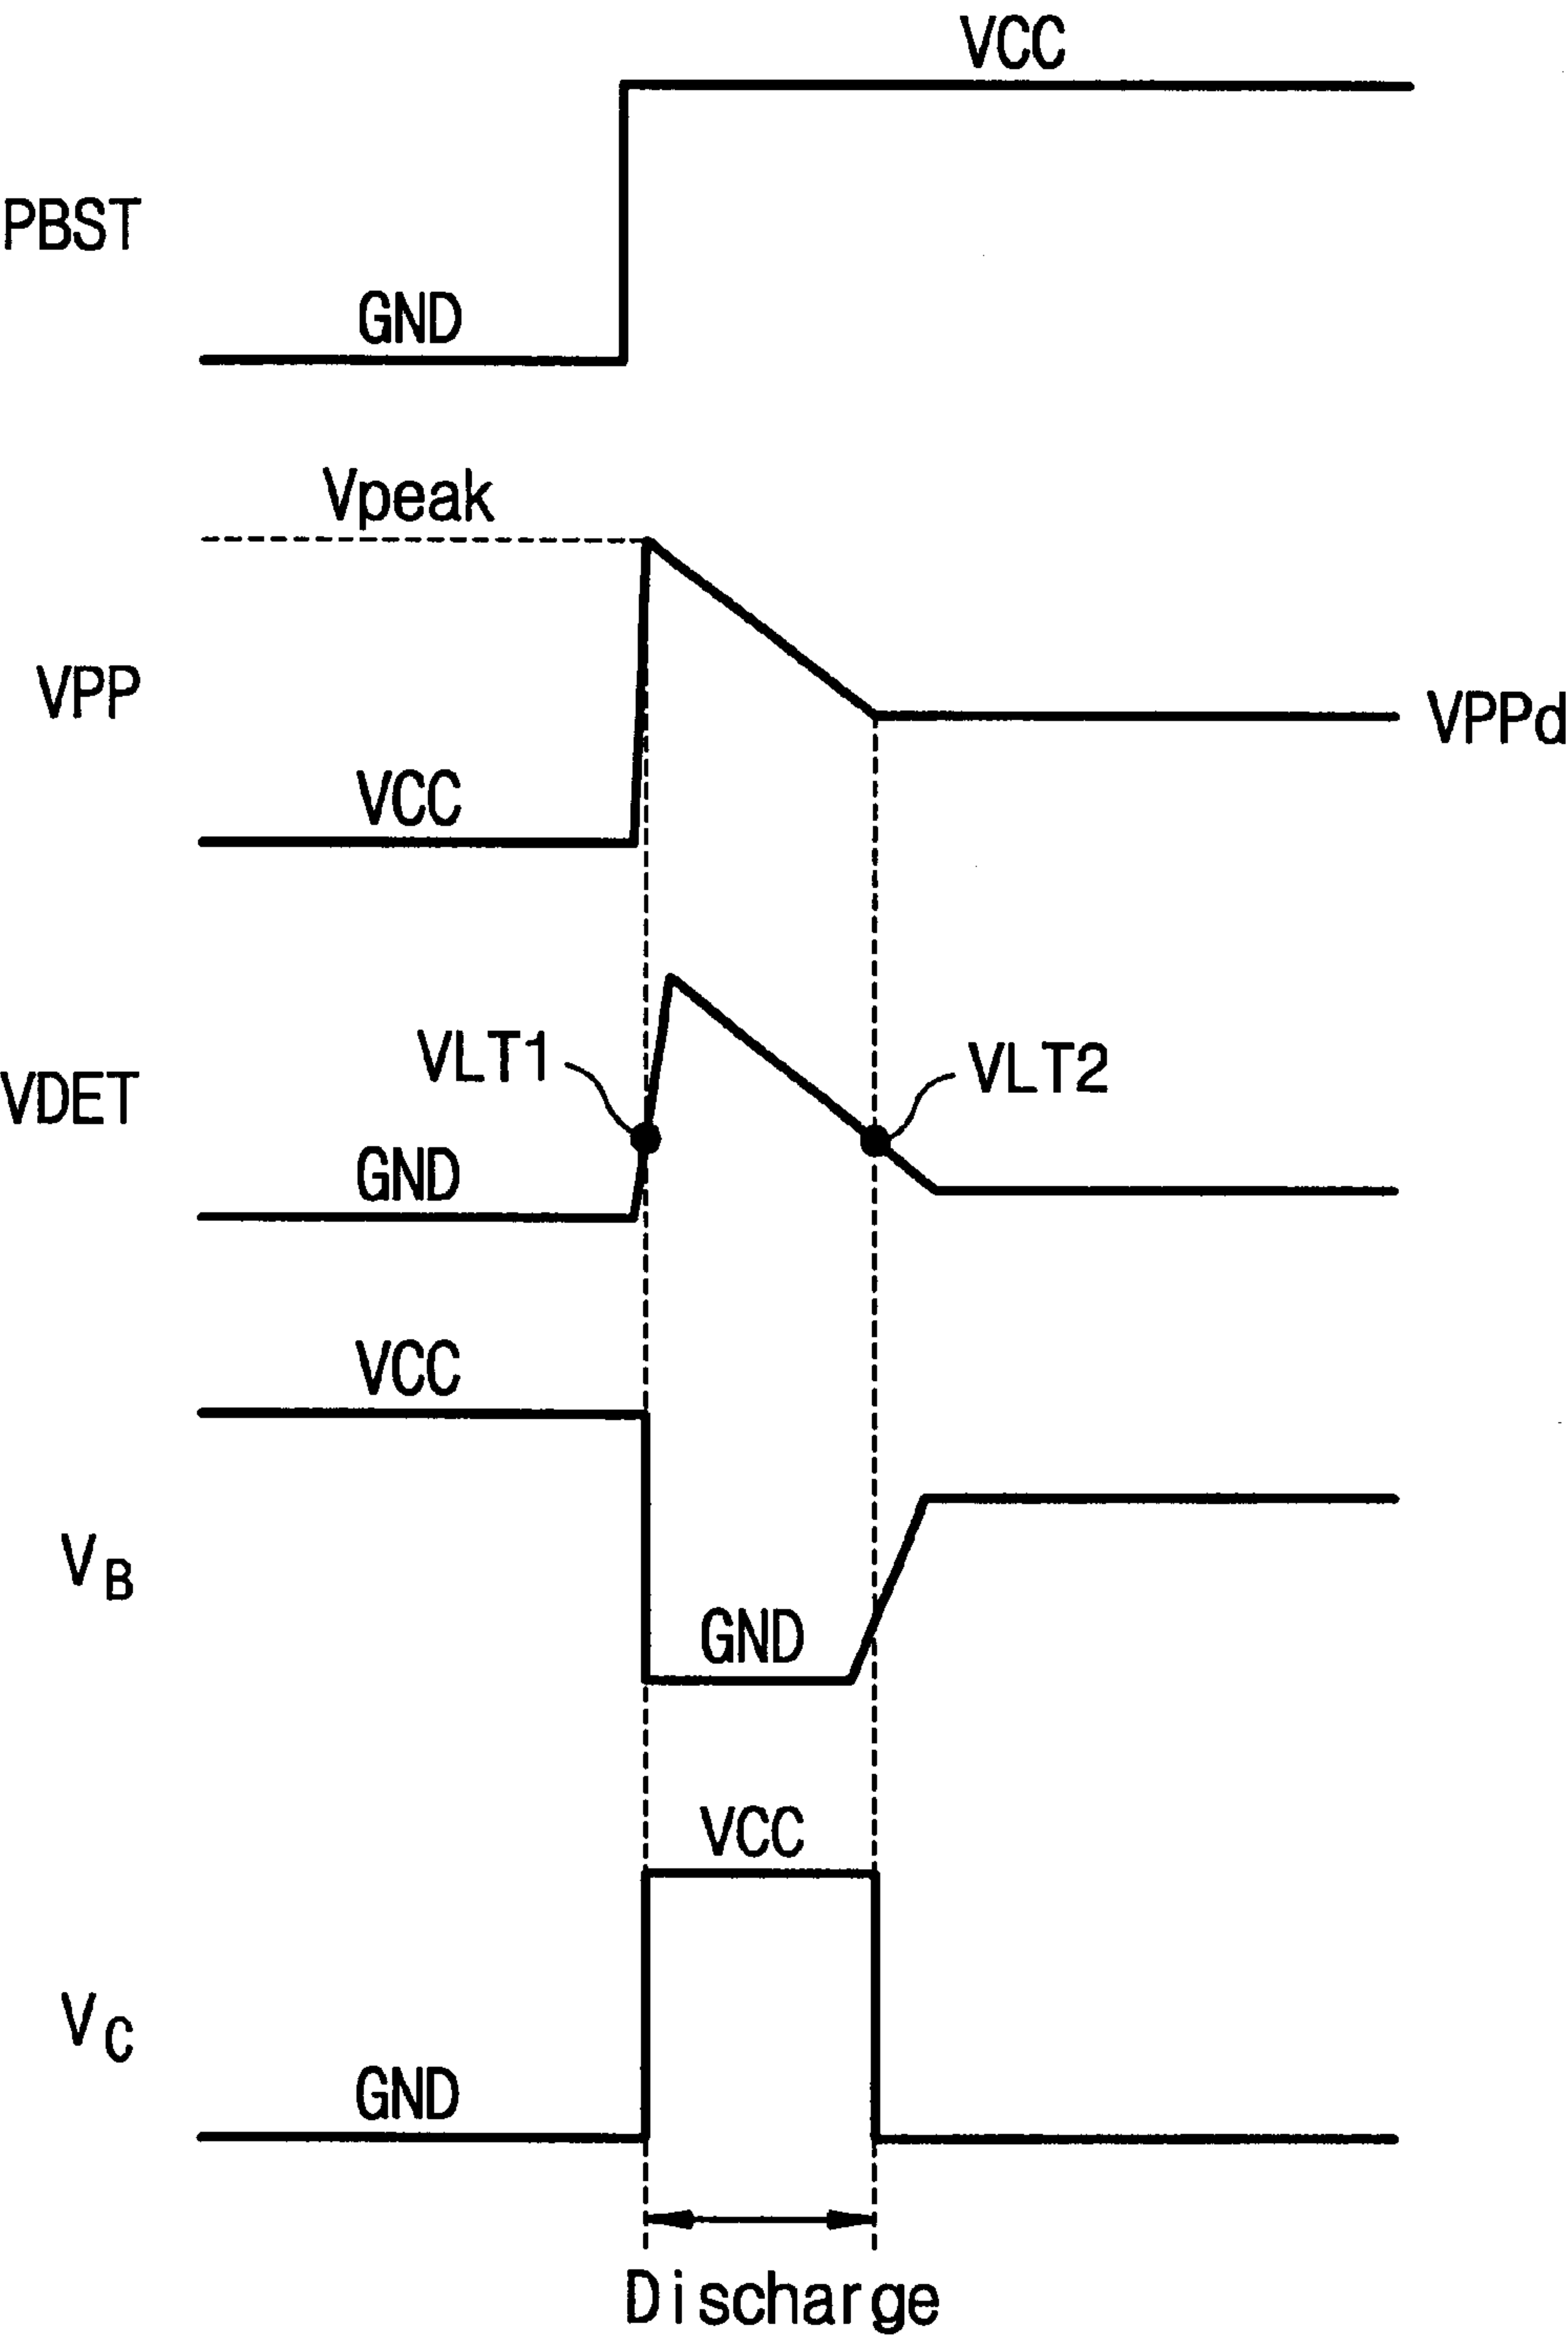 VCC
PBST
GND
Vpeak
VPP
VPPd
VCC
VLT1
VLT2
VDET
GND
VCC
VB
GND
VCC
VC
GND
Discharge